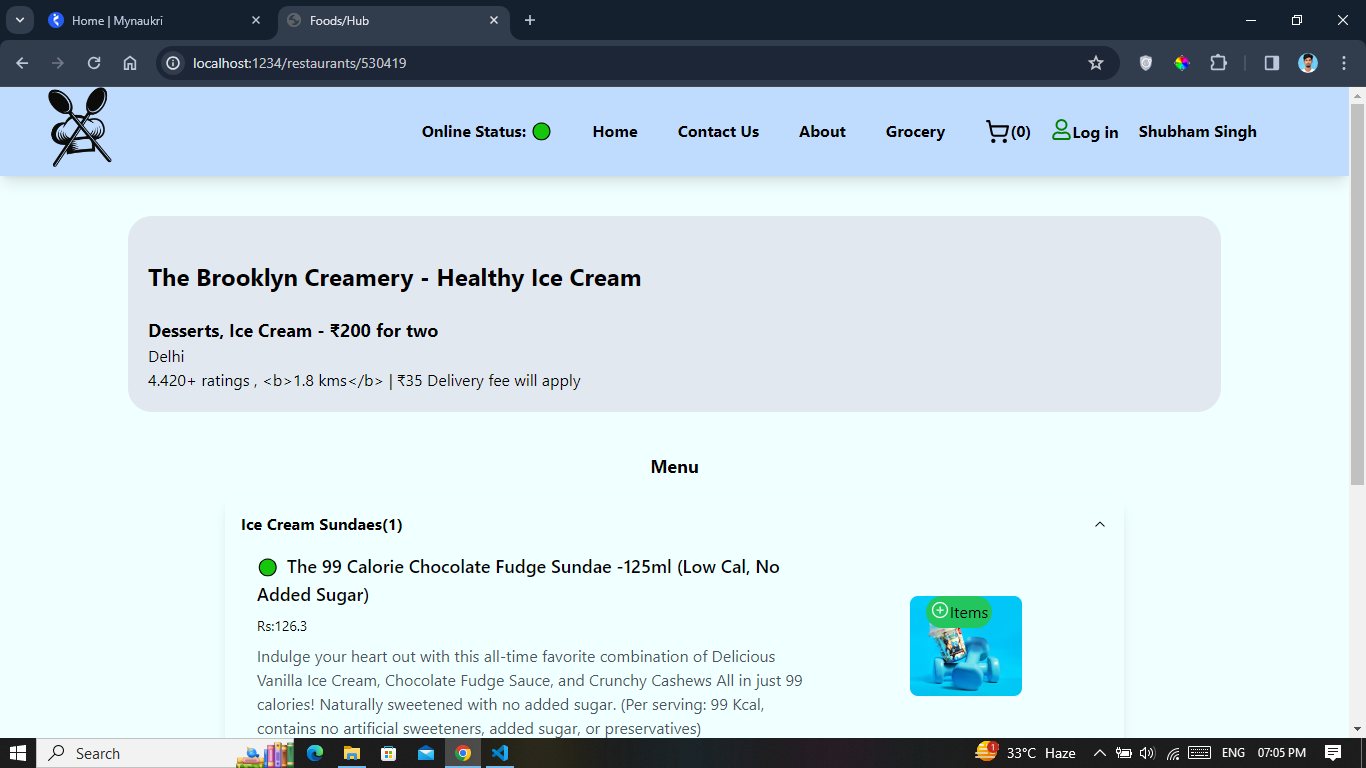 Home | Mynaukri
Foods/Hub
localhost:1234/restaurants/530419
Online Status:
Home
Contact Us
About
Grocery
(0)
Log in
Shubham Singh
The Brooklyn Creamery - Healthy Ice Cream
Desserts, Ice Cream - ₹200 for two
Delhi
4.420+ ratings , <b>1.8 kms</b> | ₹35 Delivery fee will apply
Menu
Ice Cream Sundaes(1)
The 99 Calorie Chocolate Fudge Sundae -125ml (Low Cal, No
Added Sugar)
Rs:126.3
Indulge your heart out with this all-time favorite combination of Delicious
Vanilla Ice Cream, Chocolate Fudge Sauce, and Crunchy Cashews All in just 99
calories! Naturally sweetened with no added sugar. (Per serving: 99 Kcal,
contains no artificial sweeteners, added sugar, or preservatives)
Items
Search
1
33°C Haze
ENG
07:05 PM